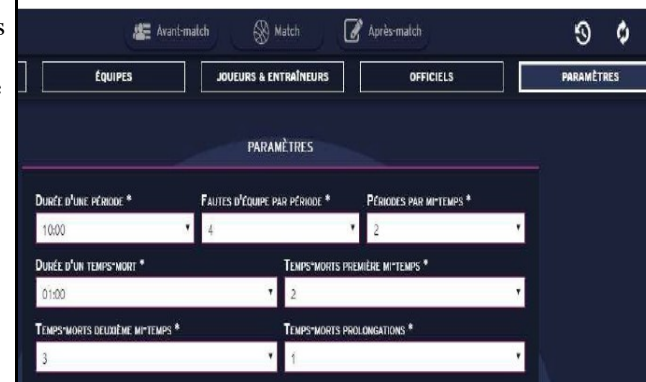 s
Avant-match Match Après-match
ÉQUIPES JOUEURS & ENTRAÎNEURS OFFICIELS PARAMÈTRES
PARAMÈTRES
DURÉE D'UNE PÉRIODE * FAUTES D'ÉQUIPE PAR PÉRIODE * PÉRIODES PAR MI-TEMPS *
10:00 4 2
DURÉE D'UN TEMPS-MORT * TEMPS-MORTS PREMIÈRE MI-TEMPS *
01:00 2
TEMPS-MORTS DEUXIÈME MI-TEMPS * TEMPS-MORTS PROLONGATIONS *
3 1